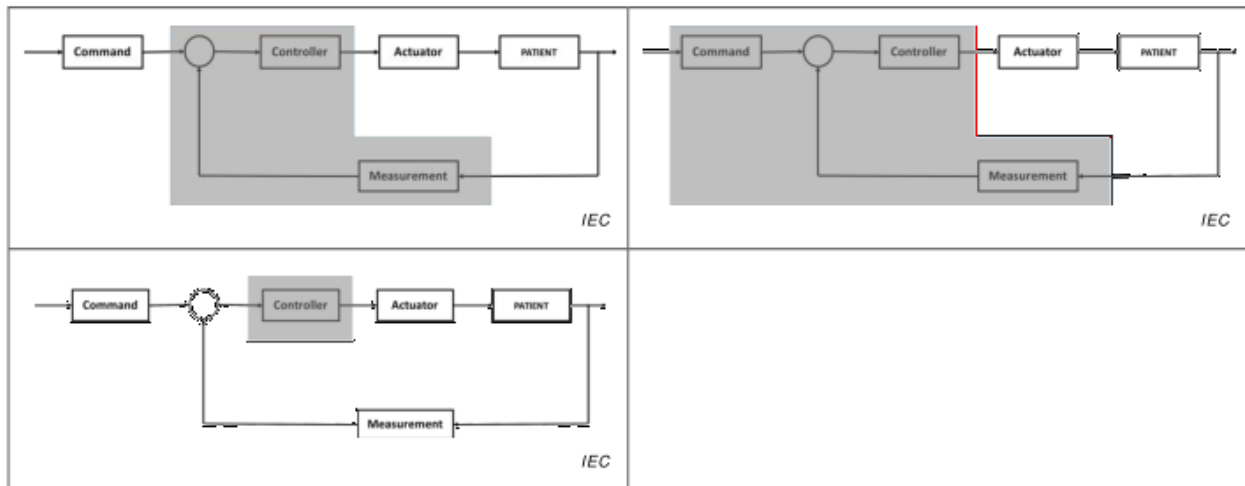 Command Controller Actuator PATIENT
Measurement
IEC
Command Controller Actuator PATIENT
Measurement
IEC
Command Controller Actuator PATIENT
Measurement
IEC